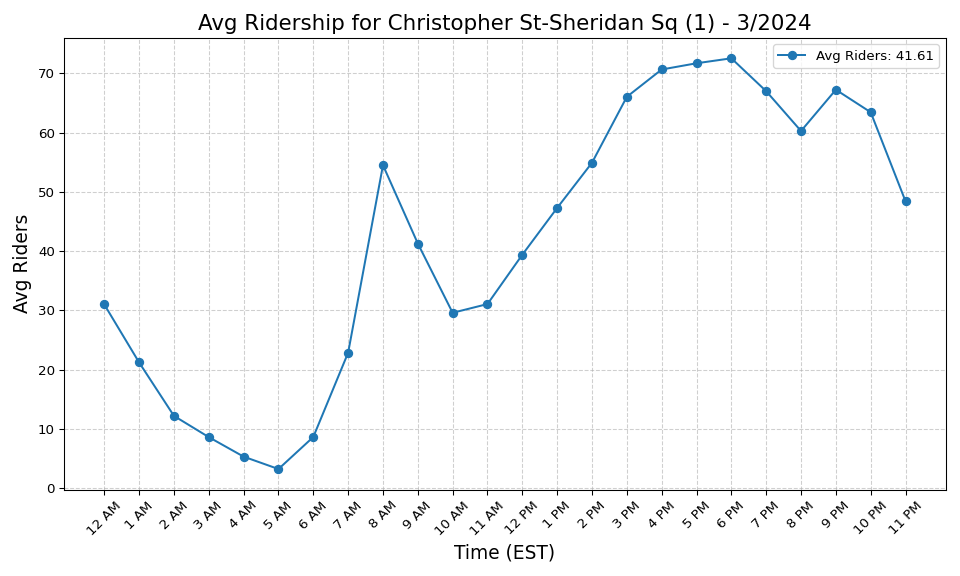 Avg Ridership for Christopher St-Sheridan Sq (1) - 3/2024
Avg Riders: 41.61
Avg Riders
70
60
50
40
30
20
10
0
12 AM 1 AM 2 AM 3 AM 4 AM 5 AM 6 AM 7 AM 8 AM 9 AM 10 AM 11 AM 12 PM 1 PM 2 PM 3 PM 4 PM 5 PM 6 PM 7 PM 8 PM 9 PM 10 PM 11 PM
Time (EST)